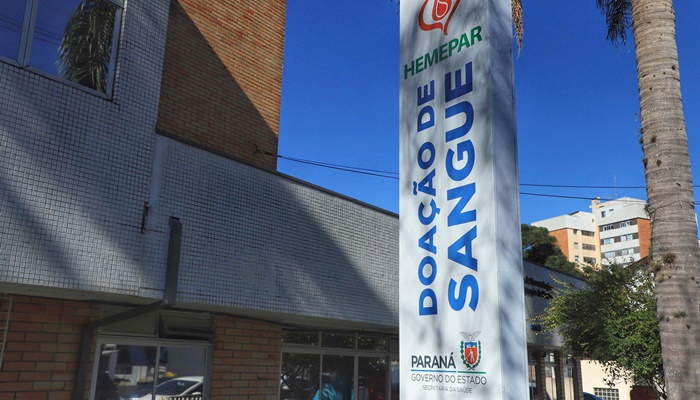 HEMEPAR
DOAÇÃO DE
SANGUE
PARANÁ
GOVERNO DO ESTADO
SECRETARIA DA SAÚDE